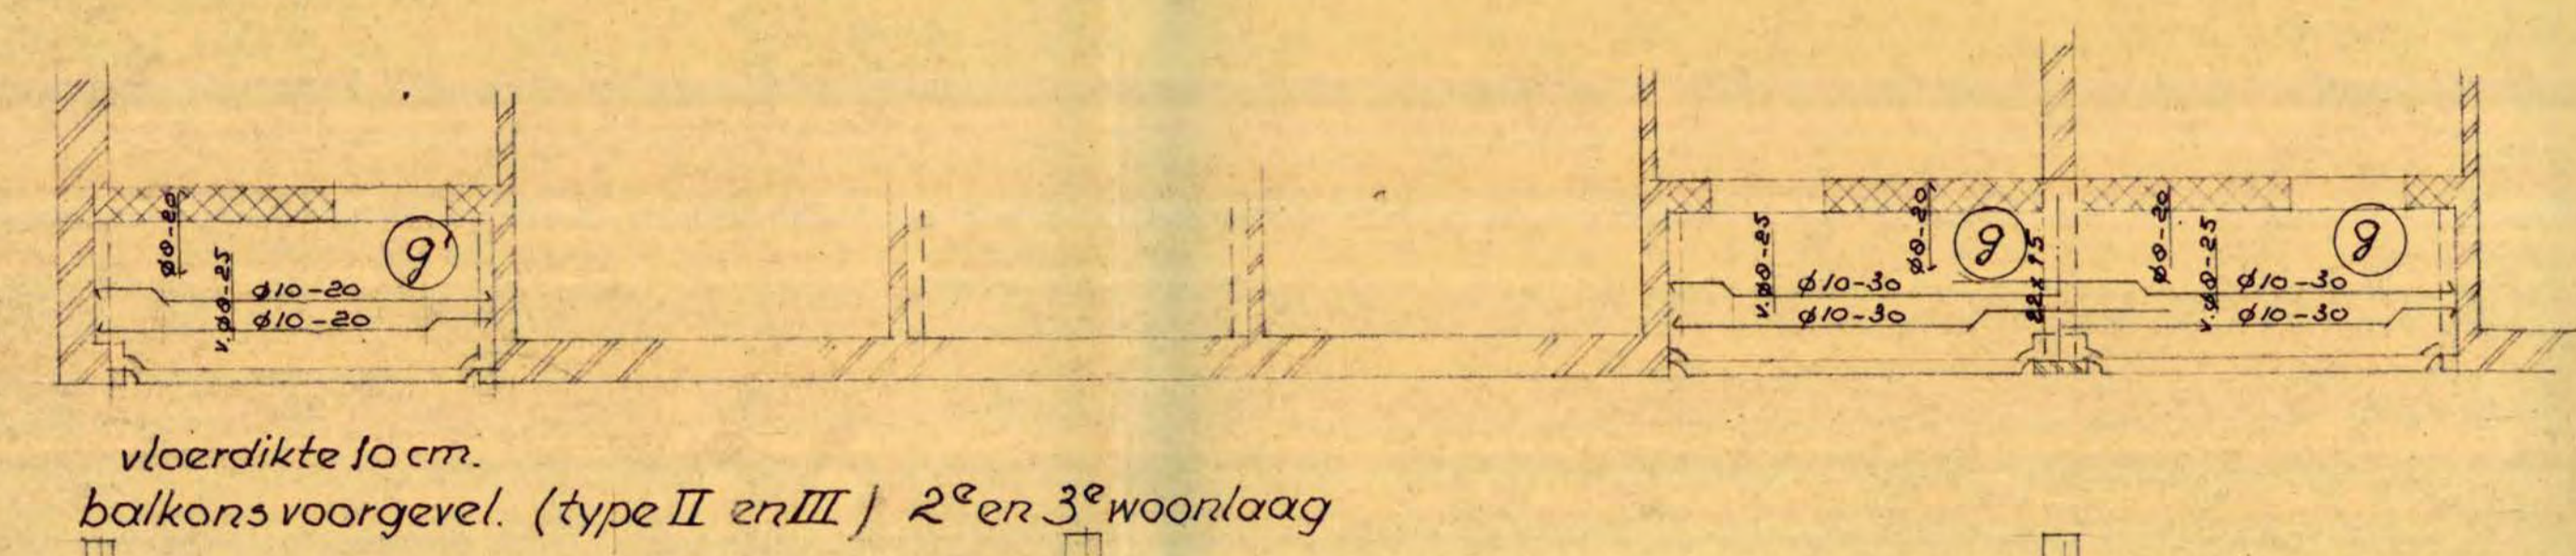 ø8-20
v.ø8-25
g'
ø10-20
ø10-20
v.ø8-25
ø8-20
g
22x15
ø10-30
ø10-30
ø8-20
v.ø8-25
g
ø10-30
ø10-30
vloerdikte 10 cm.
balkons voorgevel. (type II en III) 2e en 3e woonlaag